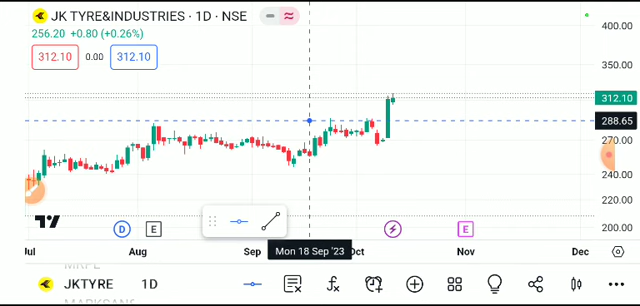 JK TYRE&INDUSTRIES · 1D · NSE
256.20 +0.80 (+0.26%)
312.10 0.00 312.10
400.00
350.00
312.10
288.65
270.00
240.00
220.00
200.00
D E E
Jul Aug Sep Mon 18 Sep '23 Oct Nov Dec
MRPL
JKTYRE 1D
MARKSANS